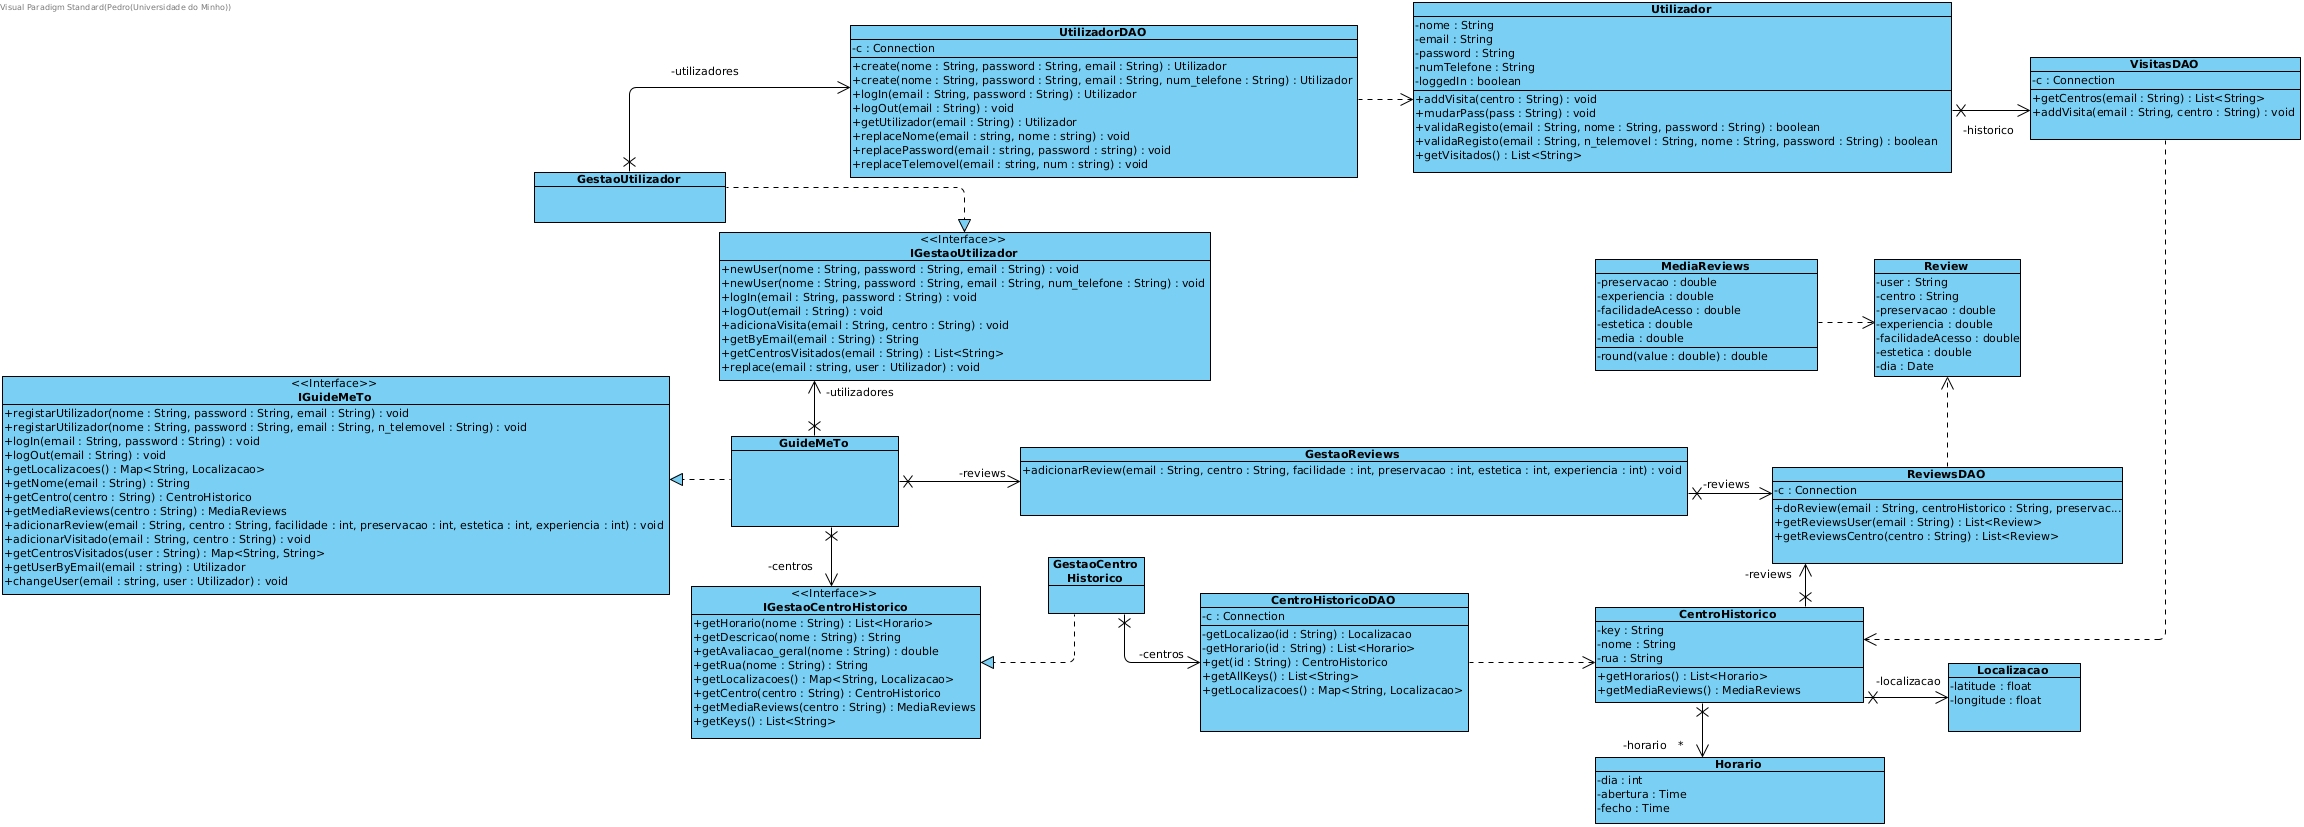 Visual Paradigm Standard(Pedro(Universidade do Minho))
UtilizadorDAO
-c : Connection
+create(nome : String, password : String, email : String) : Utilizador
+create(nome : String, password : String, email : String, num_telefone : String) : Utilizador
+logIn(email : String, password : String) : Utilizador
+logOut(email : String) : void
+getUtilizador(email : String) : Utilizador
+replaceNome(email : string, nome : string) : void
+replacePassword(email : string, password : string) : void
+replaceTelemovel(email : string, num : string) : void
Utilizador
-nome : String
-email : String
-password : String
-numTelefone : String
-loggedIn : boolean
+addVisita(centro : String) : void
+mudarPass(pass : String) : void
+validaRegisto(email : String, nome : String, password : String) : boolean
+validaRegisto(email : String, n_telemovel : String, nome : String, password : String) : boolean
+getVisitados() : List<String>
VisitasDAO
-c : Connection
+getCentros(email : String) : List<String>
+addVisita(email : String, centro : String) : void
-utilizadores
-historico
GestaoUtilizador
<<Interface>>
IGestaoUtilizador
+newUser(nome : String, password : String, email : String) : void
+newUser(nome : String, password : String, email : String, num_telefone : String) : void
+logIn(email : String, password : String) : void
+logOut(email : String) : void
+adicionaVisita(email : String, centro : String) : void
+getByEmail(email : String) : String
+getCentrosVisitados(email : String) : List<String>
+replace(email : string, user : Utilizador) : void
MediaReviews
-preservacao : double
-experiencia : double
-facilidadeAcesso : double
-estetica : double
-media : double
-round(value : double) : double
Review
-user : String
-centro : String
-preservacao : double
-experiencia : double
-facilidadeAcesso : double
-estetica : double
-dia : Date
-utilizadores
<<Interface>>
IGuideMeTo
+registarUtilizador(nome : String, password : String, email : String) : void
+registarUtilizador(nome : String, password : String, email : String, n_telemovel : String) : void
+logIn(email : String, password : String) : void
+logOut(email : String) : void
+getLocalizacoes() : Map<String, Localizacao>
+getNome(email : String) : String
+getCentro(centro : String) : CentroHistorico
+getMediaReviews(centro : String) : MediaReviews
+adicionarReview(email : String, centro : String, facilidade : int, preservacao : int, estetica : int, experiencia : int) : void
+adicionarVisitado(email : String, centro : String) : void
+getCentrosVisitados(user : String) : Map<String, String>
+getUserByEmail(email : string) : Utilizador
+changeUser(email : string, user : Utilizador) : void
GuideMeTo
-reviews
GestaoReviews
+adicionarReview(email : String, centro : String, facilidade : int, preservacao : int, estetica : int, experiencia : int) : void
-reviews
ReviewsDAO
-c : Connection
+doReview(email : String, centroHistorico : String, preservac...
+getReviewsUser(email : String) : List<Review>
+getReviewsCentro(centro : String) : List<Review>
-centros
<<Interface>>
IGestaoCentroHistorico
+getHorario(nome : String) : List<Horario>
+getDescricao(nome : String) : String
+getAvaliacao_geral(nome : String) : double
+getRua(nome : String) : String
+getLocalizacoes() : Map<String, Localizacao>
+getCentro(centro : String) : CentroHistorico
+getMediaReviews(centro : String) : MediaReviews
+getKeys() : List<String>
GestaoCentro
Historico
-centros
CentroHistoricoDAO
-c : Connection
-getLocalizao(id : String) : Localizacao
-getHorario(id : String) : List<Horario>
+get(id : String) : CentroHistorico
+getAllKeys() : List<String>
+getLocalizacoes() : Map<String, Localizacao>
-reviews
CentroHistorico
-key : String
-nome : String
-rua : String
+getHorarios() : List<Horario>
+getMediaReviews() : MediaReviews
-localizacao
Localizacao
-latitude : float
-longitude : float
-horario *
Horario
-dia : int
-abertura : Time
-fecho : Time